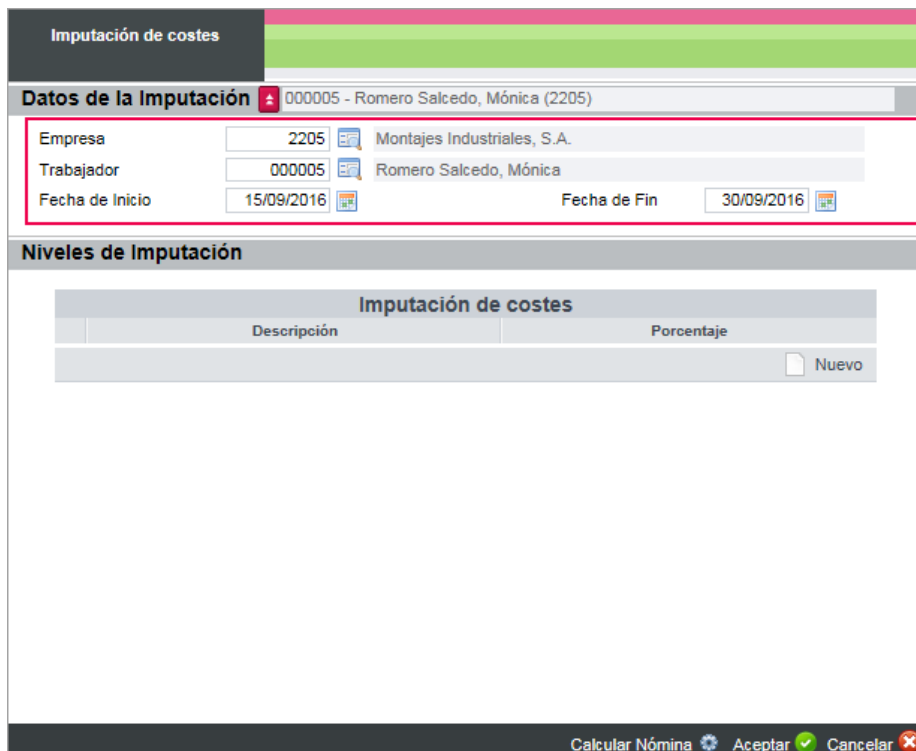 Imputación de costes
Datos de la Imputación 000005 - Romero Salcedo, Mónica (2205)
Empresa 2205 Montajes Industriales, S.A.
Trabajador 000005 Romero Salcedo, Mónica
Fecha de Inicio 15/09/2016 Fecha de Fin 30/09/2016
Niveles de Imputación
Imputación de costes
Descripción Porcentaje
Nuevo
Calcular Nómina Aceptar Cancelar